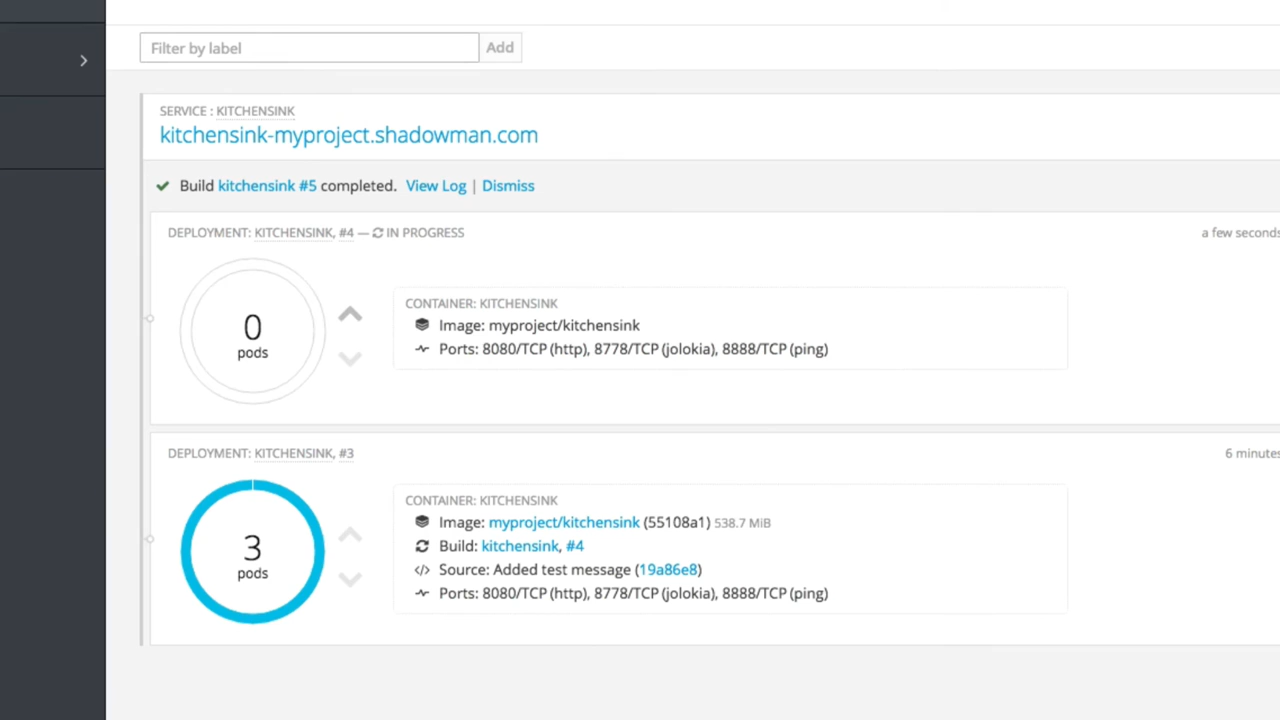 Filter by label
Add
SERVICE : KITCHENSINK
kitchensink-myproject.shadowman.com
Build kitchensink #5 completed. View Log | Dismiss
DEPLOYMENT: KITCHENSINK, #4 — IN PROGRESS
a few seconds
0
pods
CONTAINER: KITCHENSINK
Image: myproject/kitchensink
Ports: 8080/TCP (http), 8778/TCP (jolokia), 8888/TCP (ping)
DEPLOYMENT: KITCHENSINK, #3
6 minutes
3
pods
CONTAINER: KITCHENSINK
Image: myproject/kitchensink (55108a1) 538.7 MiB
Build: kitchensink, #4
Source: Added test message (19a86e8)
Ports: 8080/TCP (http), 8778/TCP (jolokia), 8888/TCP (ping)